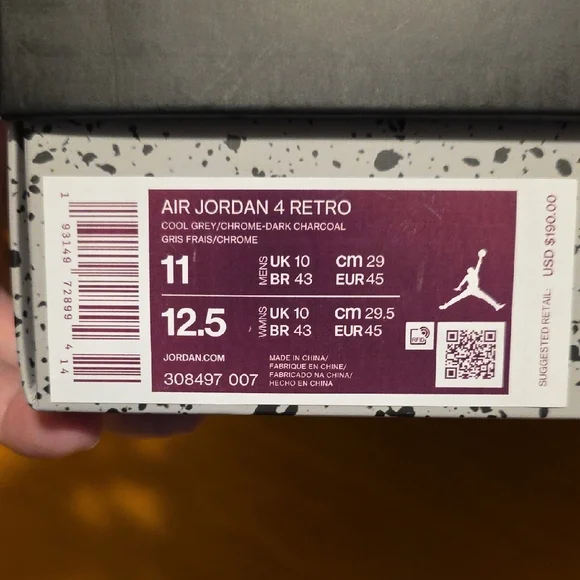 AIR JORDAN 4 RETRO
COOL GREY/CHROME-DARK CHARCOAL
GRIS FRAIS/CHROME
11 MENS UK 10 CM 29
BR 43 EUR 45
12.5 WMNS UK 10 CM 29.5
BR 43 EUR 45
JORDAN.COM
308497 007
MADE IN CHINA/
FABRIQUE EN CHINE/
FABRICADO NA CHINA/
HECHO EN CHINA
RFID
1 93149 72899 414
SUGGESTED RETAIL: USD $190.00